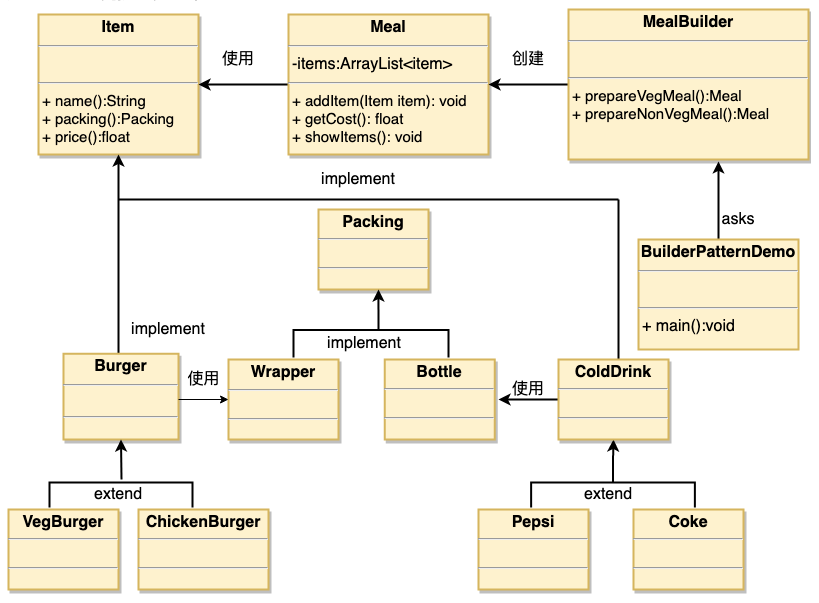 Item
+ name():String
+ packing():Packing
+ price():float
使用
Meal
-items:ArrayList<item>
+ addItem(Item item): void
+ getCost(): float
+ showItems(): void
创建
MealBuilder
+ prepareVegMeal():Meal
+ prepareNonVegMeal():Meal
implement
asks
Packing
BuilderPatternDemo
+ main():void
implement
implement
Burger
使用
Wrapper
Bottle
使用
ColdDrink
extend
extend
VegBurger
ChickenBurger
Pepsi
Coke